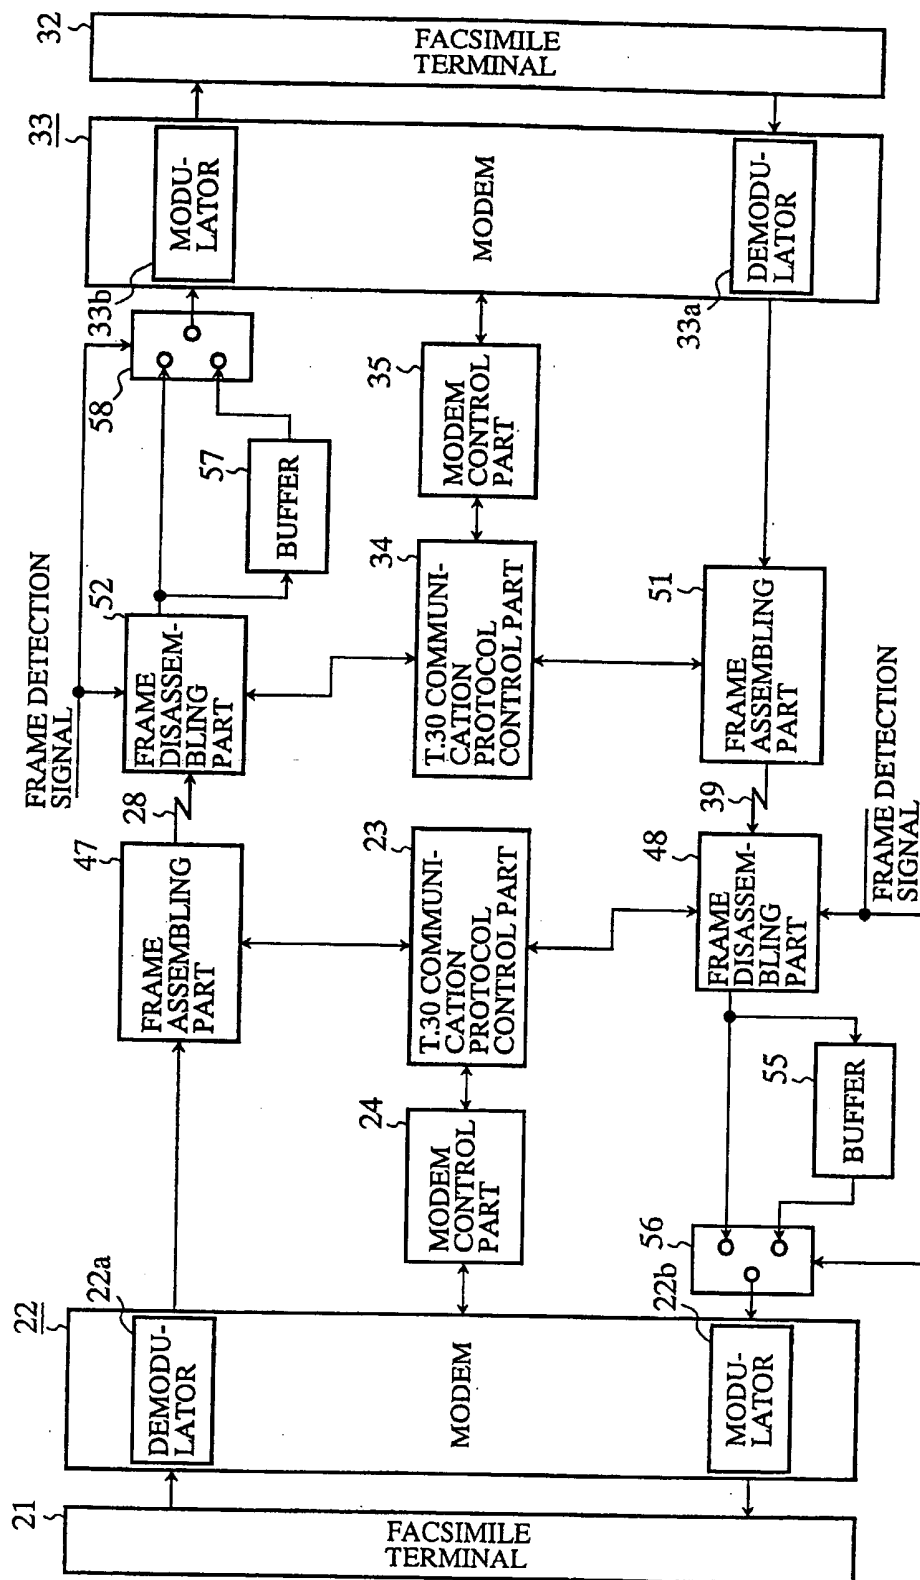 21
FACSIMILE
TERMINAL
22
22a
DEMODU-
LATOR
MODEM
22b
MODU-
LATOR
47
FRAME
ASSEMBLING
PART
28
24
MODEM
CONTROL
PART
23
T.30 COMMUNI-
CATION
PROTOCOL
CONTROL PART
56
55
BUFFER
48
FRAME
DISASSEM-
BLING
PART
39
FRAME DETECTION
SIGNAL
FRAME DETECTION
SIGNAL
52
FRAME
DISASSEM-
BLING
PART
57
BUFFER
58
34
T.30 COMMUNI-
CATION
PROTOCOL
CONTROL PART
35
MODEM
CONTROL
PART
51
FRAME
ASSEMBLING
PART
33
33b
MODU-
LATOR
MODEM
33a
DEMODU-
LATOR
32
FACSIMILE
TERMINAL